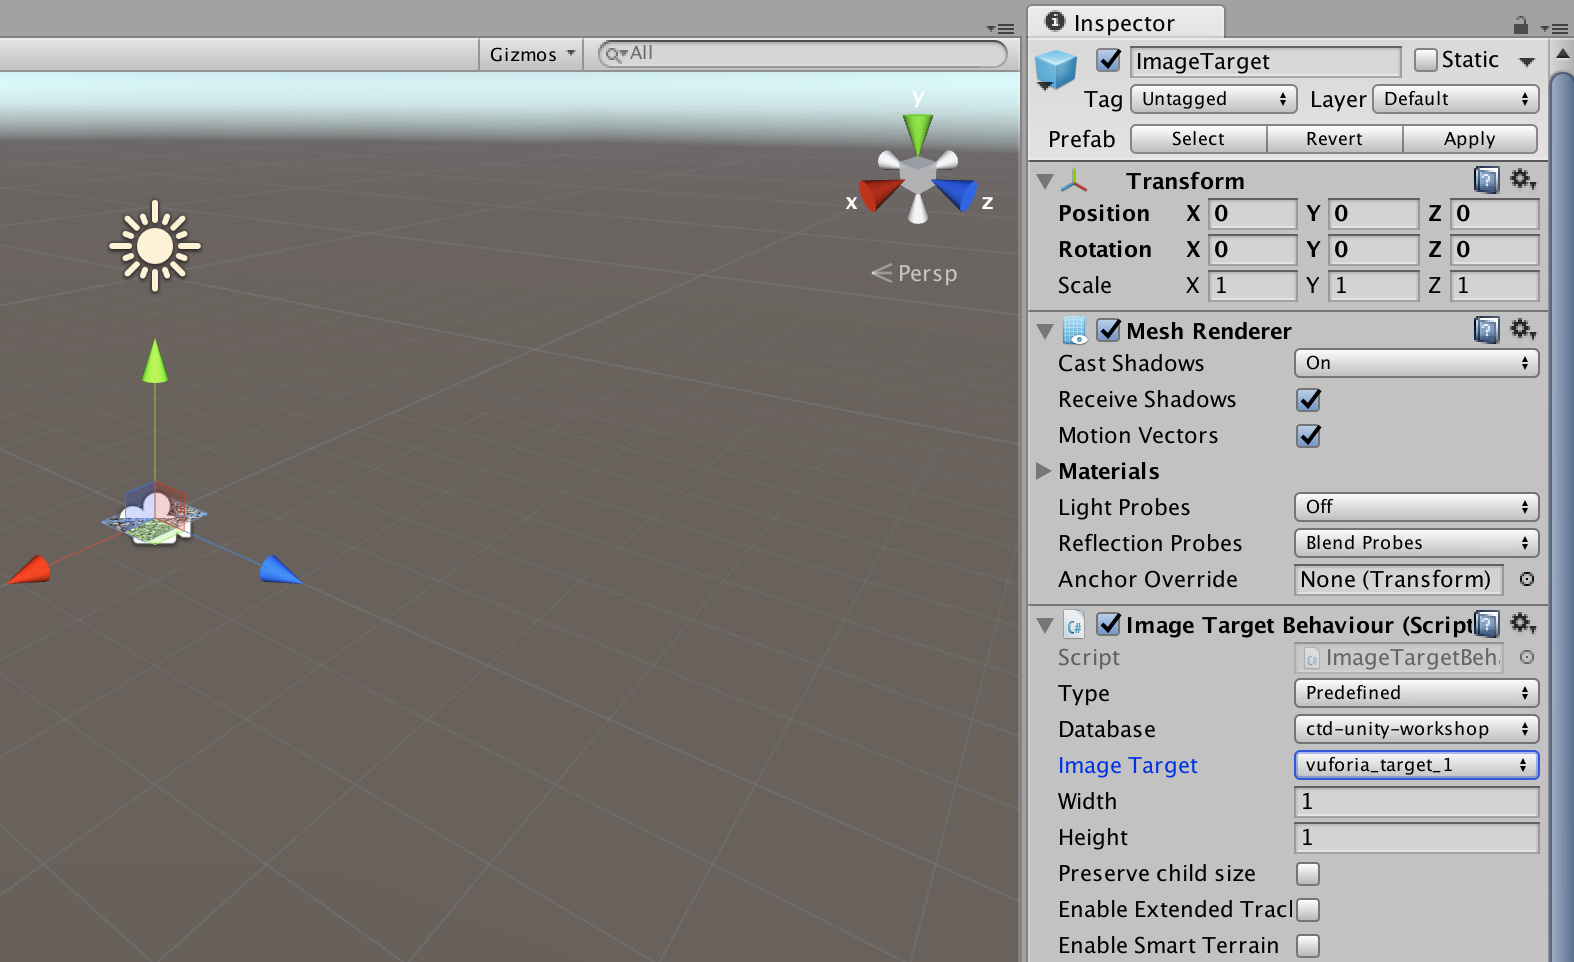 Inspector
Gizmos All
ImageTarget Static
Tag Untagged Layer Default
Prefab Select Revert Apply
y
x z
Persp
Transform
Position X 0 Y 0 Z 0
Rotation X 0 Y 0 Z 0
Scale X 1 Y 1 Z 1
Mesh Renderer
Cast Shadows On
Receive Shadows
Motion Vectors
Materials
Light Probes Off
Reflection Probes Blend Probes
Anchor Override None (Transform)
C# Image Target Behaviour (Script
Script ImageTargetBeh
Type Predefined
Database ctd-unity-workshop
Image Target vuforia_target_1
Width 1
Height 1
Preserve child size
Enable Extended Tracl
Enable Smart Terrain